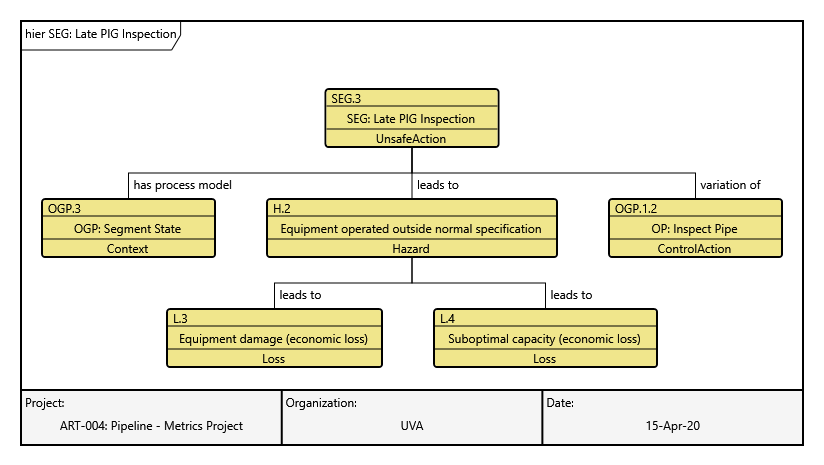 hier SEG: Late PIG Inspection
SEG.3
SEG: Late PIG Inspection
UnsafeAction
has process model
leads to
variation of
OGP.3
OGP: Segment State
Context
H.2
Equipment operated outside normal specification
Hazard
OGP.1.2
OP: Inspect Pipe
ControlAction
leads to
leads to
L.3
Equipment damage (economic loss)
Loss
L.4
Suboptimal capacity (economic loss)
Loss
Project:
ART-004: Pipeline - Metrics Project
Organization:
UVA
Date:
15-Apr-20